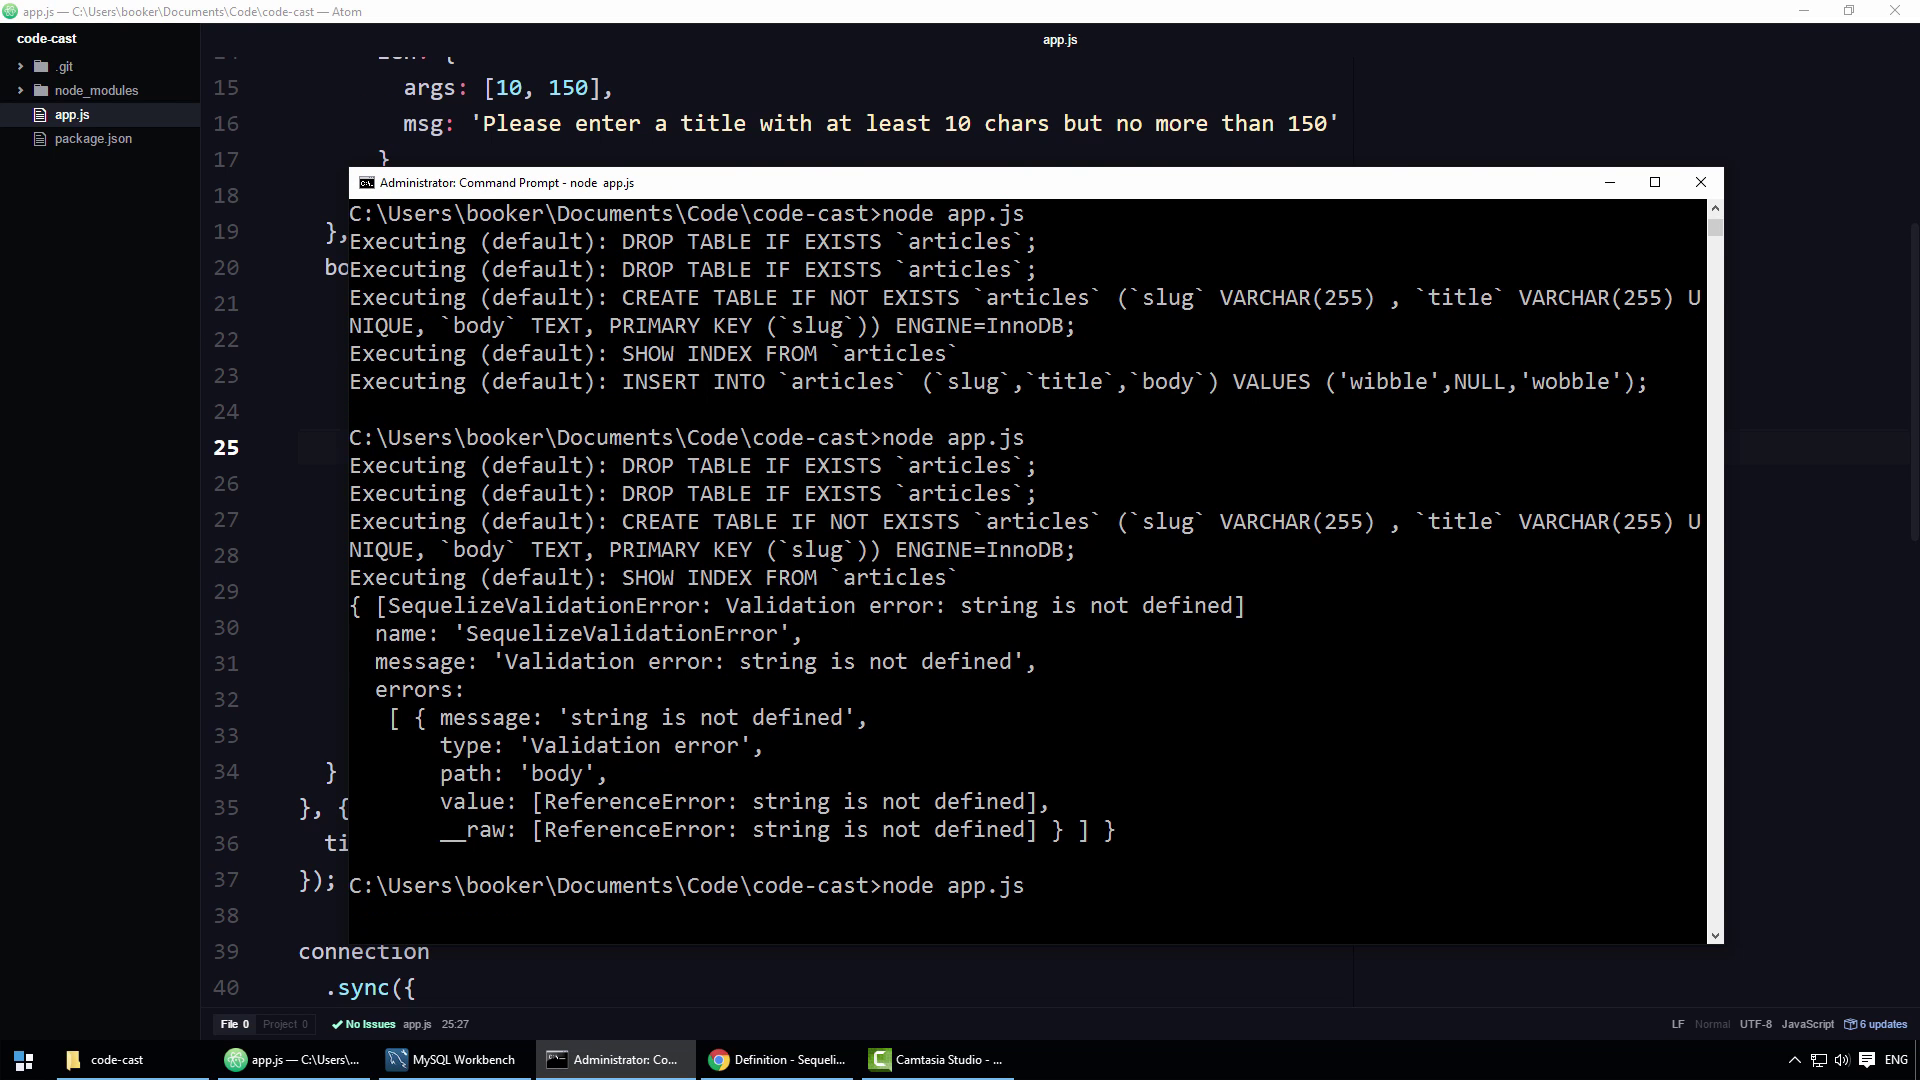 app.js — C:\Users\booker\Documents\Code\code-cast — Atom
code-cast
app.js
.git
node_modules
app.js
package.json
15 args: [10, 150],
16 msg: 'Please enter a title with at least 10 chars but no more than 150'
17 }
18
19 },
20 bo
21
22
23
24
25
26
27
28
29
30
31
32
33
34 }
35 }, {
36 ti
37 });
38
39 connection
40 .sync({
Administrator: Command Prompt - node  app.js
C:\Users\booker\Documents\Code\code-cast>node app.js
Executing (default): DROP TABLE IF EXISTS `articles`;
Executing (default): DROP TABLE IF EXISTS `articles`;
Executing (default): CREATE TABLE IF NOT EXISTS `articles` (`slug` VARCHAR(255) , `title` VARCHAR(255) U
NIQUE, `body` TEXT, PRIMARY KEY (`slug`)) ENGINE=InnoDB;
Executing (default): SHOW INDEX FROM `articles`
Executing (default): INSERT INTO `articles` (`slug`,`title`,`body`) VALUES ('wibble',NULL,'wobble');
C:\Users\booker\Documents\Code\code-cast>node app.js
Executing (default): DROP TABLE IF EXISTS `articles`;
Executing (default): DROP TABLE IF EXISTS `articles`;
Executing (default): CREATE TABLE IF NOT EXISTS `articles` (`slug` VARCHAR(255) , `title` VARCHAR(255) U
NIQUE, `body` TEXT, PRIMARY KEY (`slug`)) ENGINE=InnoDB;
Executing (default): SHOW INDEX FROM `articles`
{ [SequelizeValidationError: Validation error: string is not defined]
name: 'SequelizeValidationError',
message: 'Validation error: string is not defined',
errors:
[ { message: 'string is not defined',
type: 'Validation error',
path: 'body',
value: [ReferenceError: string is not defined],
__raw: [ReferenceError: string is not defined] } ] }
C:\Users\booker\Documents\Code\code-cast>node app.js
File 0 Project 0 No Issues app.js 25:27 LF Normal UTF-8 JavaScript 6 updates
code-cast app.js — C:\Users\... MySQL Workbench Administrator: Co... Definition - Sequeli... Camtasia Studio - ... ENG